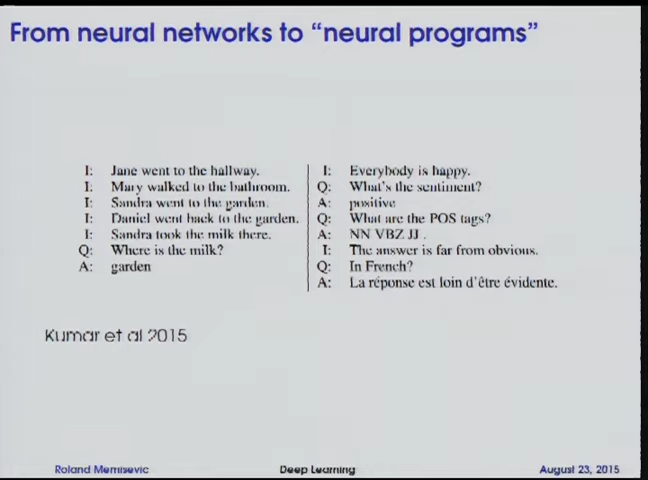 From neural networks to “neural programs”
I: Jane went to the hallway.
I: Mary walked to the bathroom.
I: Sandra went to the garden.
I: Daniel went back to the garden.
I: Sandra took the milk there.
Q: Where is the milk?
A: garden
I: Everybody is happy.
Q: What's the sentiment?
A: positive
Q: What are the POS tags?
A: NN VBZ JJ .
I: The answer is far from obvious.
Q: In French?
A: La réponse est loin d'être évidente.
Kumar et al 2015
Roland Memisevic Deep Learning August 23, 2015